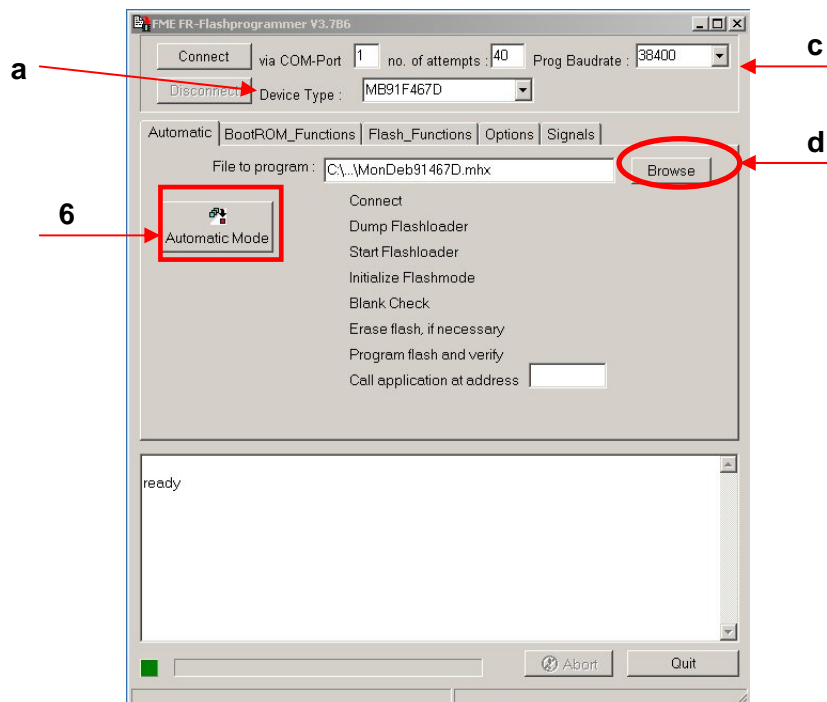 FME FR-Flashprogrammer V3.7B6
Connect via COM-Port 1 no. of attempts : 40 Prog Baudrate : 38400
c
a
Disconnect Device Type : MB91F467D
Automatic BootROM_Functions Flash_Functions Options Signals
d
File to program : C:\...\MonDeb91467D.mhx Browse
6
Automatic Mode
Connect
Dump Flashloader
Start Flashloader
Initialize Flashmode
Blank Check
Erase flash, if necessary
Program flash and verify
Call application at address
ready
Abort Quit